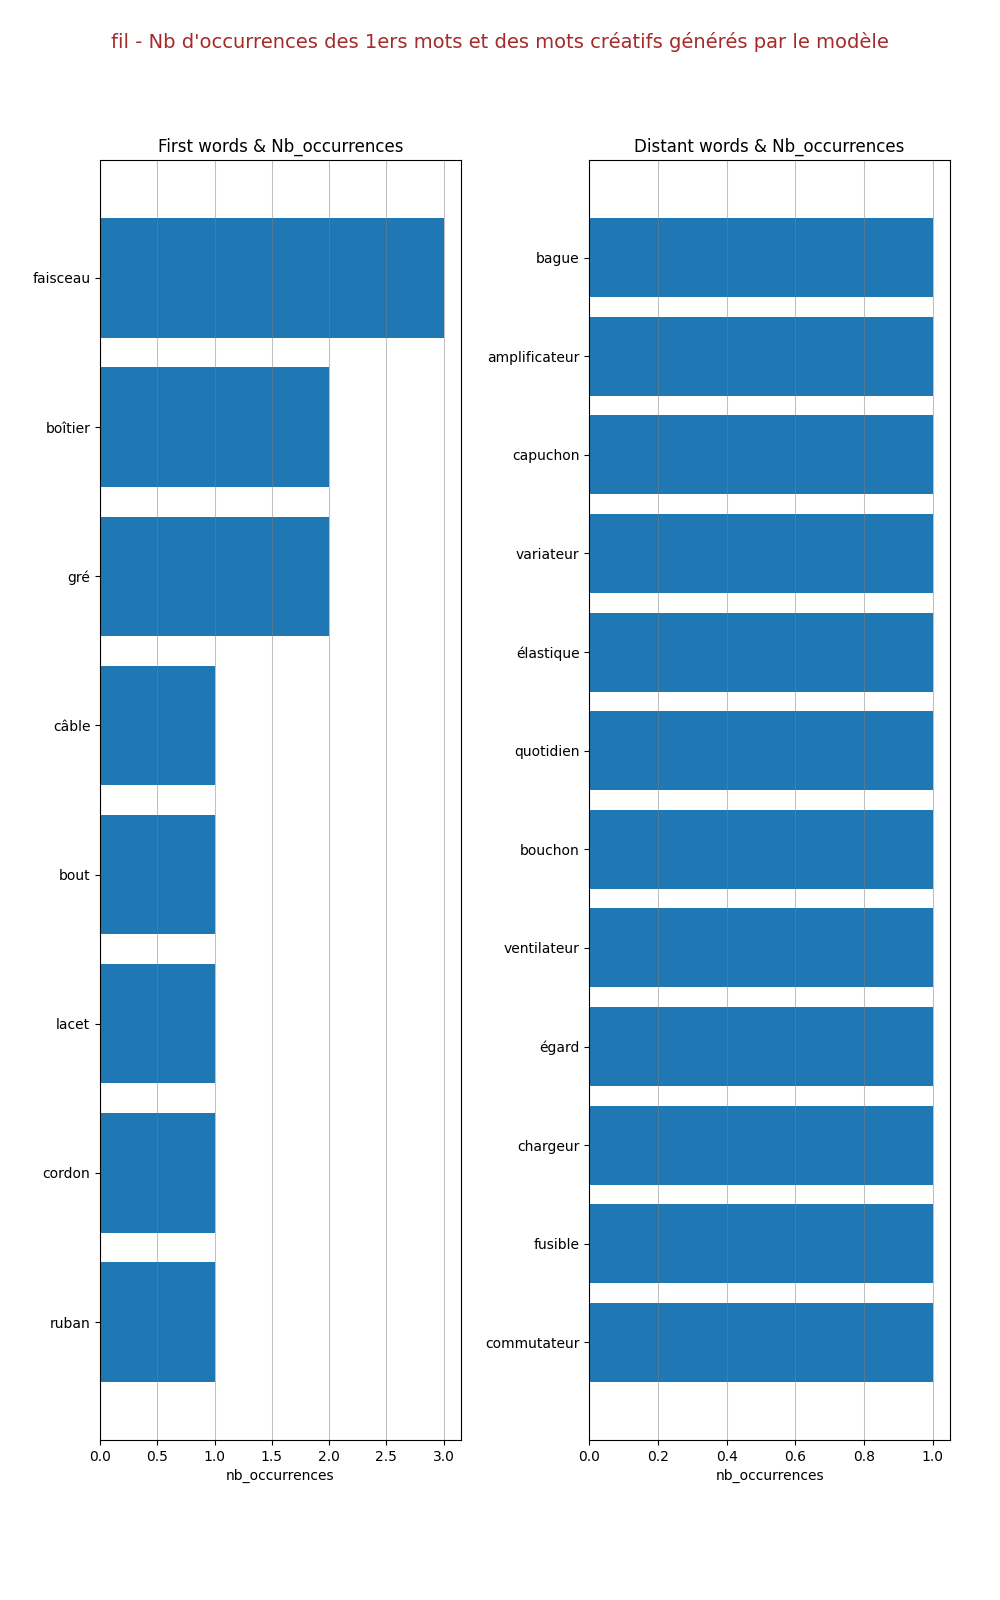 fil - Nb d'occurrences des 1ers mots et des mots créatifs générés par le modèle
First words & Nb_occurrences
faisceau
boîtier
gré
câble
bout
lacet
cordon
ruban
0.0 0.5 1.0 1.5 2.0 2.5 3.0
nb_occurrences
Distant words & Nb_occurrences
bague
amplificateur
capuchon
variateur
élastique
quotidien
bouchon
ventilateur
égard
chargeur
fusible
commutateur
0.0 0.2 0.4 0.6 0.8 1.0
nb_occurrences